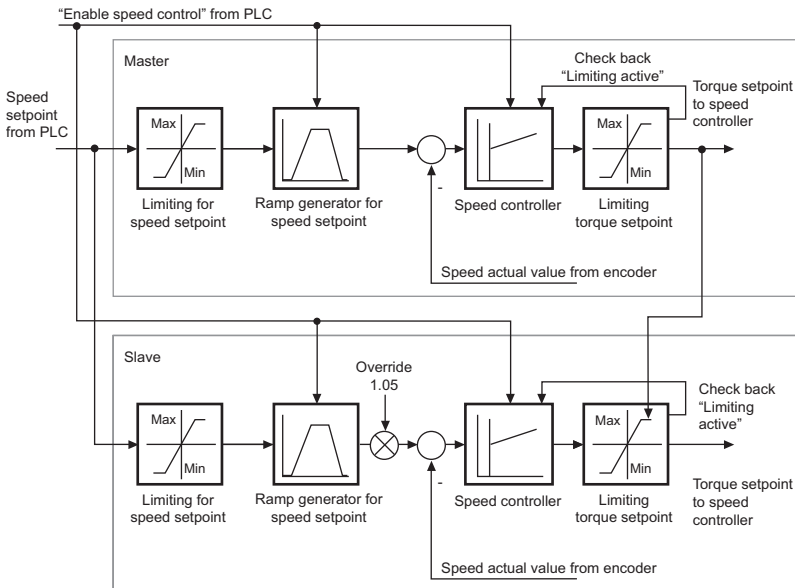 “Enable speed control” from PLC
Master
Check back
“Limiting active”
Torque setpoint
to speed
controller
Speed
setpoint
from PLC
Max
Min
Max
Min
Limiting for
speed setpoint
Ramp generator for
speed setpoint
-
Speed controller
Limiting
torque setpoint
Speed actual value from encoder
Slave
Override
1.05
Check back
“Limiting
active”
Max
Min
Max
Min
Limiting for
speed setpoint
Ramp generator for
speed setpoint
-
Speed controller
Limiting
torque setpoint
Torque setpoint
to speed
controller
Speed actual value from encoder